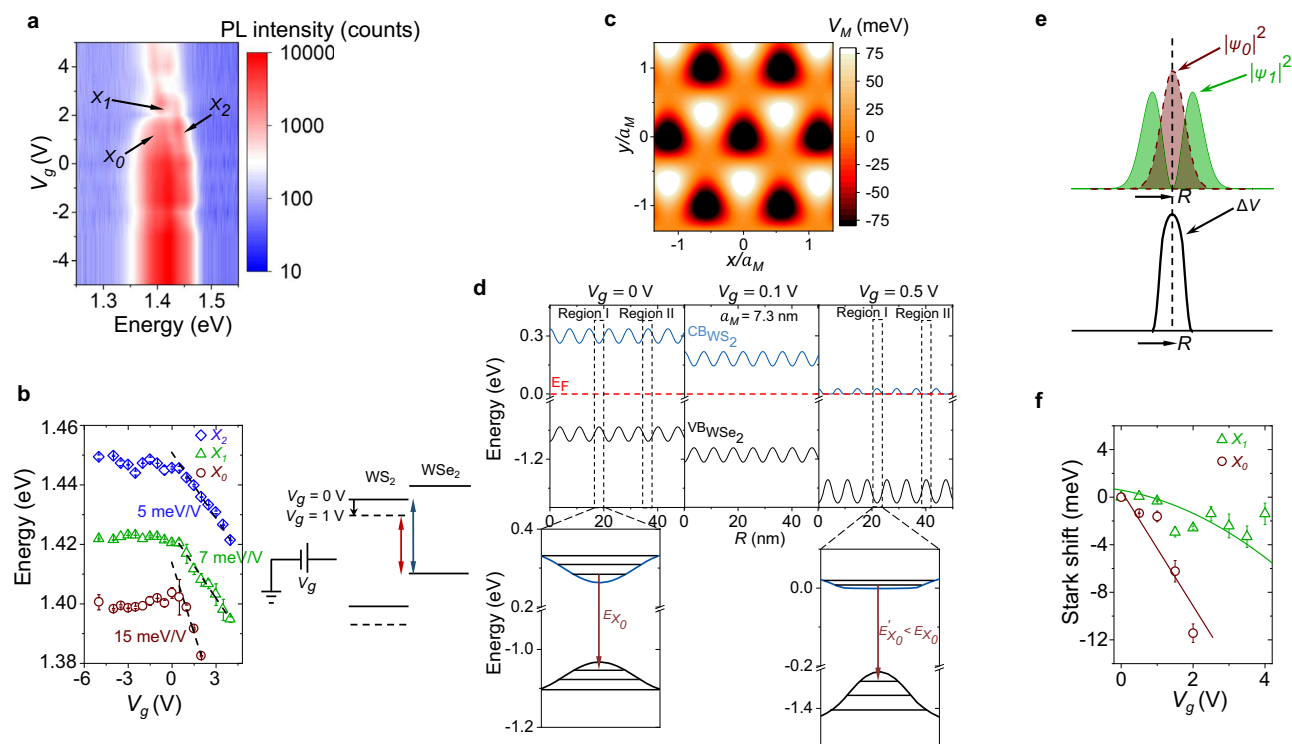 a
PL intensity (counts)
10000
1000
100
10
4
2
0
-2
-4
V_g (V)
X_1
X_2
X_0
1.3
1.4
1.5
Energy (eV)
b
1.46
1.44
1.42
1.40
1.38
Energy (eV)
X_2
X_1
X_0
5 meV/V
7 meV/V
15 meV/V
-6
-3
0
3
V_g (V)
WS_2
WSe_2
V_g = 0 V
V_g = 1 V
V_g
c
V_M (meV)
75
50
25
0
-25
-50
-75
1
0
-1
y/a_M
-1
0
1
x/a_M
d
V_g = 0 V
V_g = 0.1 V
V_g = 0.5 V
Region I
Region II
a_M = 7.3 nm
Region I
Region II
0.3
0.0
-1.2
Energy (eV)
CB_WS_2
E_F
VB_WSe_2
0
20
40
0
20
40
0
20
40
R (nm)
0.4
0.2
0.3
-1.0
-1.2
Energy (eV)
E_X_0
0.0
-0.2
-1.4
E'_X_0 < E_X_0
e
|ψ_0|^2
|ψ_1|^2
R
ΔV
R
f
4
0
-4
-8
-12
Stark shift (meV)
X_1
X_0
0
2
4
V_g (V)